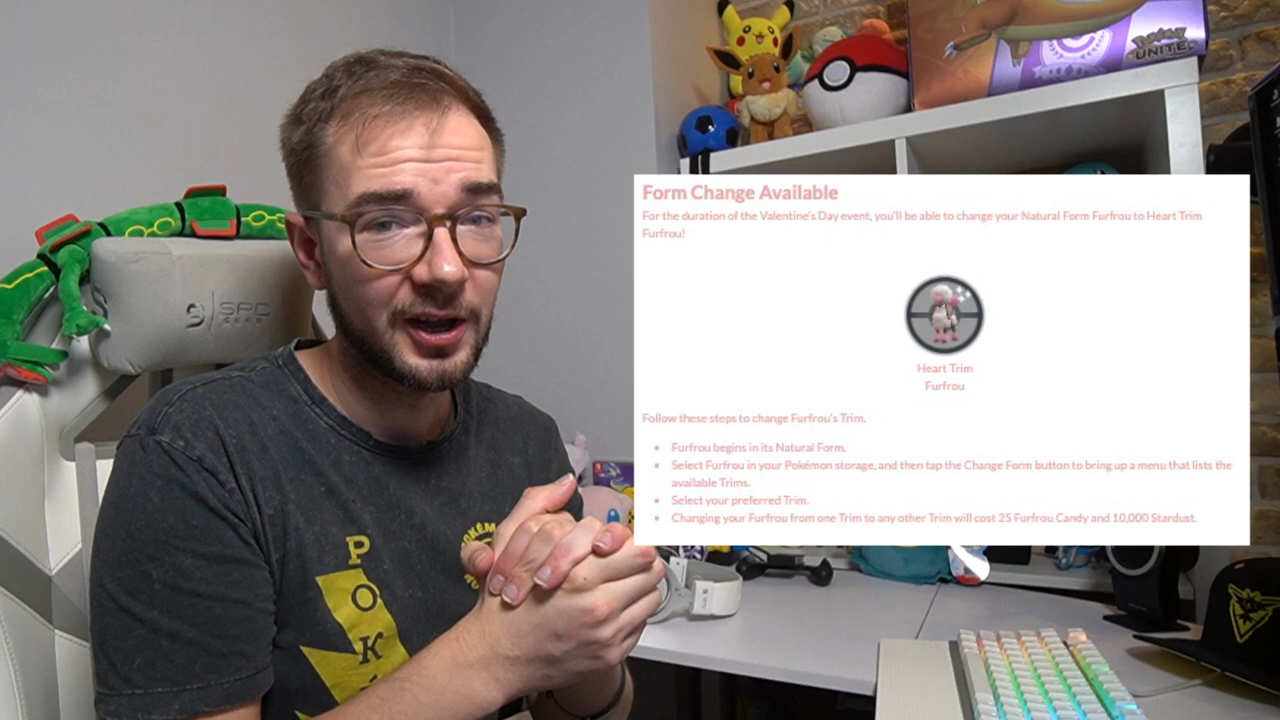 Pokémon
UNITE
Form Change Available
For the duration of the Valentine's Day event, you'll be able to change your Natural Form Furfrou to Heart Trim
Furfrou!
SPC
GEAR
Heart Trim
Furfrou
Follow these steps to change Furfrou's Trim.
• Furfrou begins in its Natural Form.
• Select Furfrou in your Pokémon storage, and then tap the Change Form button to bring up a menu that lists the
available Trims.
• Select your preferred Trim.
• Changing your Furfrou from one Trim to any other Trim will cost 25 Furfrou Candy and 10,000 Stardust.
P
O
K